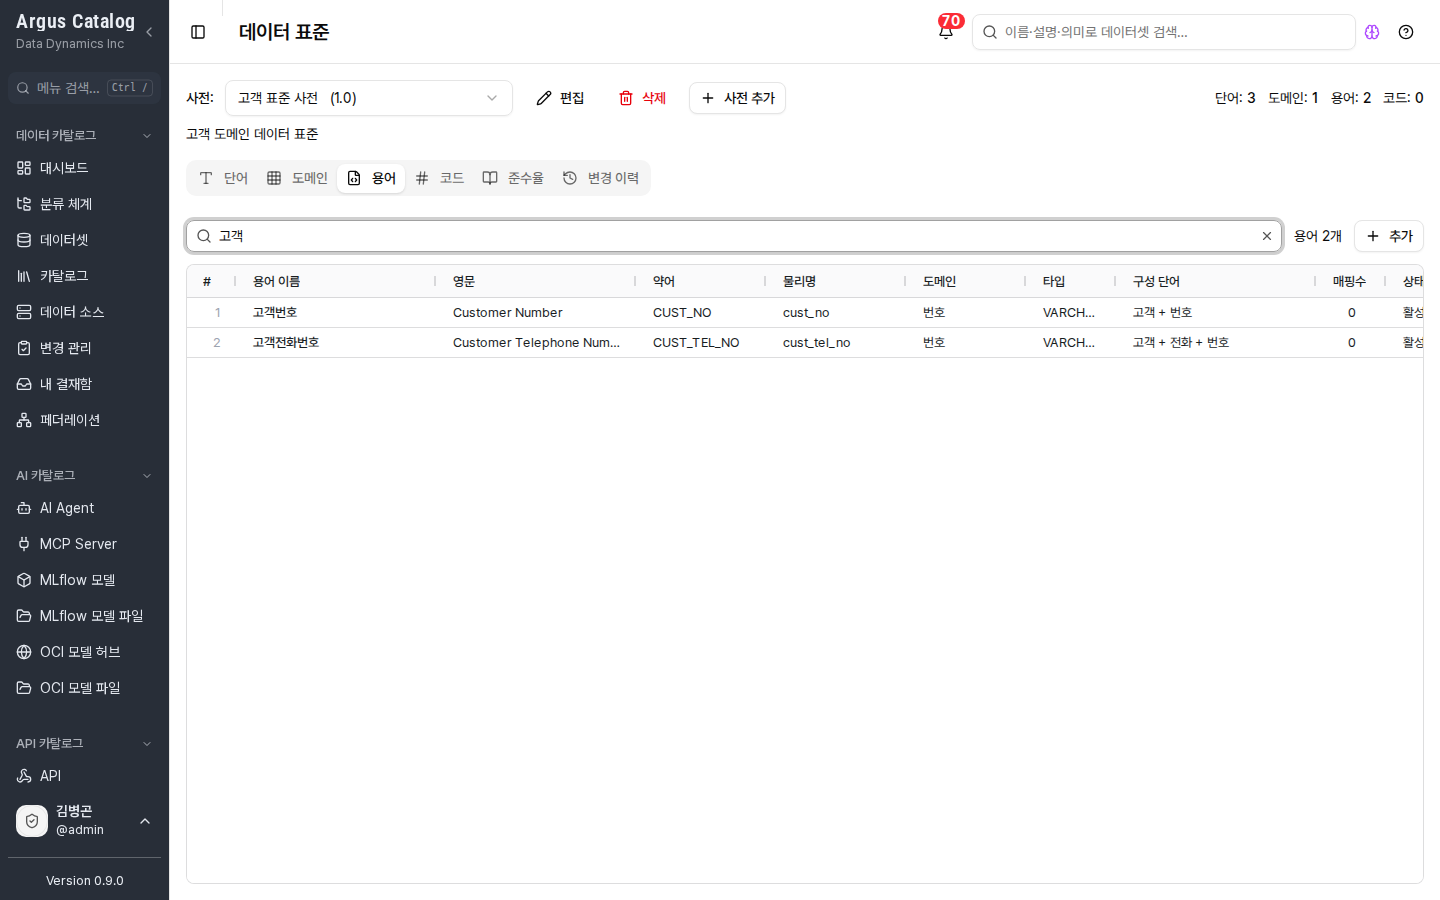 Argus Catalog
Data Dynamics Inc
메뉴 검색... Ctrl /
데이터 카탈로그
대시보드
분류 체계
데이터셋
카탈로그
데이터 소스
변경 관리
내 결재함
페더레이션
AI 카탈로그
AI Agent
MCP Server
MLflow 모델
MLflow 모델 파일
OCI 모델 허브
OCI 모델 파일
API 카탈로그
API
김병곤
@admin
Version 0.9.0
데이터 표준
70
이름·설명·의미로 데이터셋 검색...
사전: 고객 표준 사전 (1.0) 편집 삭제 사전 추가 단어: 3 도메인: 1 용어: 2 코드: 0
고객 도메인 데이터 표준
단어 도메인 용어 코드 준수율 변경 이력
고객 용어 2개 추가
# 용어 이름 영문 약어 물리명 도메인 타입 구성 단어 매핑수 상태
1 고객번호 Customer Number CUST_NO cust_no 번호 VARCH... 고객 + 번호 0 활성
2 고객전화번호 Customer Telephone Num... CUST_TEL_NO cust_tel_no 번호 VARCH... 고객 + 전화 + 번호 0 활성